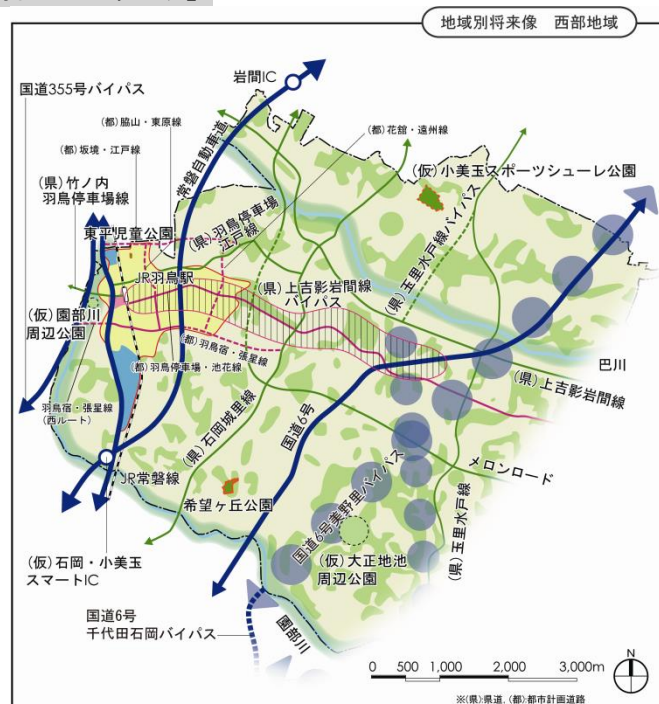 地域別将来像 西部地域
岩間IC
国道355号バイパス
(都)脇山・東原線
(都)花舘・遠州線
(都)坂境・江戸線
常磐自動車道
(仮)小美玉スポーツシューレ公園
(県)竹ノ内
羽鳥停車場線
東平児童公園
(県)羽鳥停車場
江戸線
(県)玉里水戸線バイパス
JR羽鳥駅
(県)上吉影岩間線
バイパス
(仮)園部川
周辺公園
(都)羽鳥宿・張星線
巴川
(都)羽鳥停車場・池花線
(県)上吉影岩間線
羽鳥宿・張星線
(西ルート)
(県)石岡城里線
国道6号
メロンロード
JR常磐線
希望ヶ丘公園
国道6号美野里バイパス
(県)玉里水戸線
(仮)石岡・小美玉
スマートIC
(仮)大正地池
周辺公園
国道6号
千代田石岡バイパス
園部川
N
0 500 1,000 2,000 3,000m
※(県):県道、(都):都市計画道路